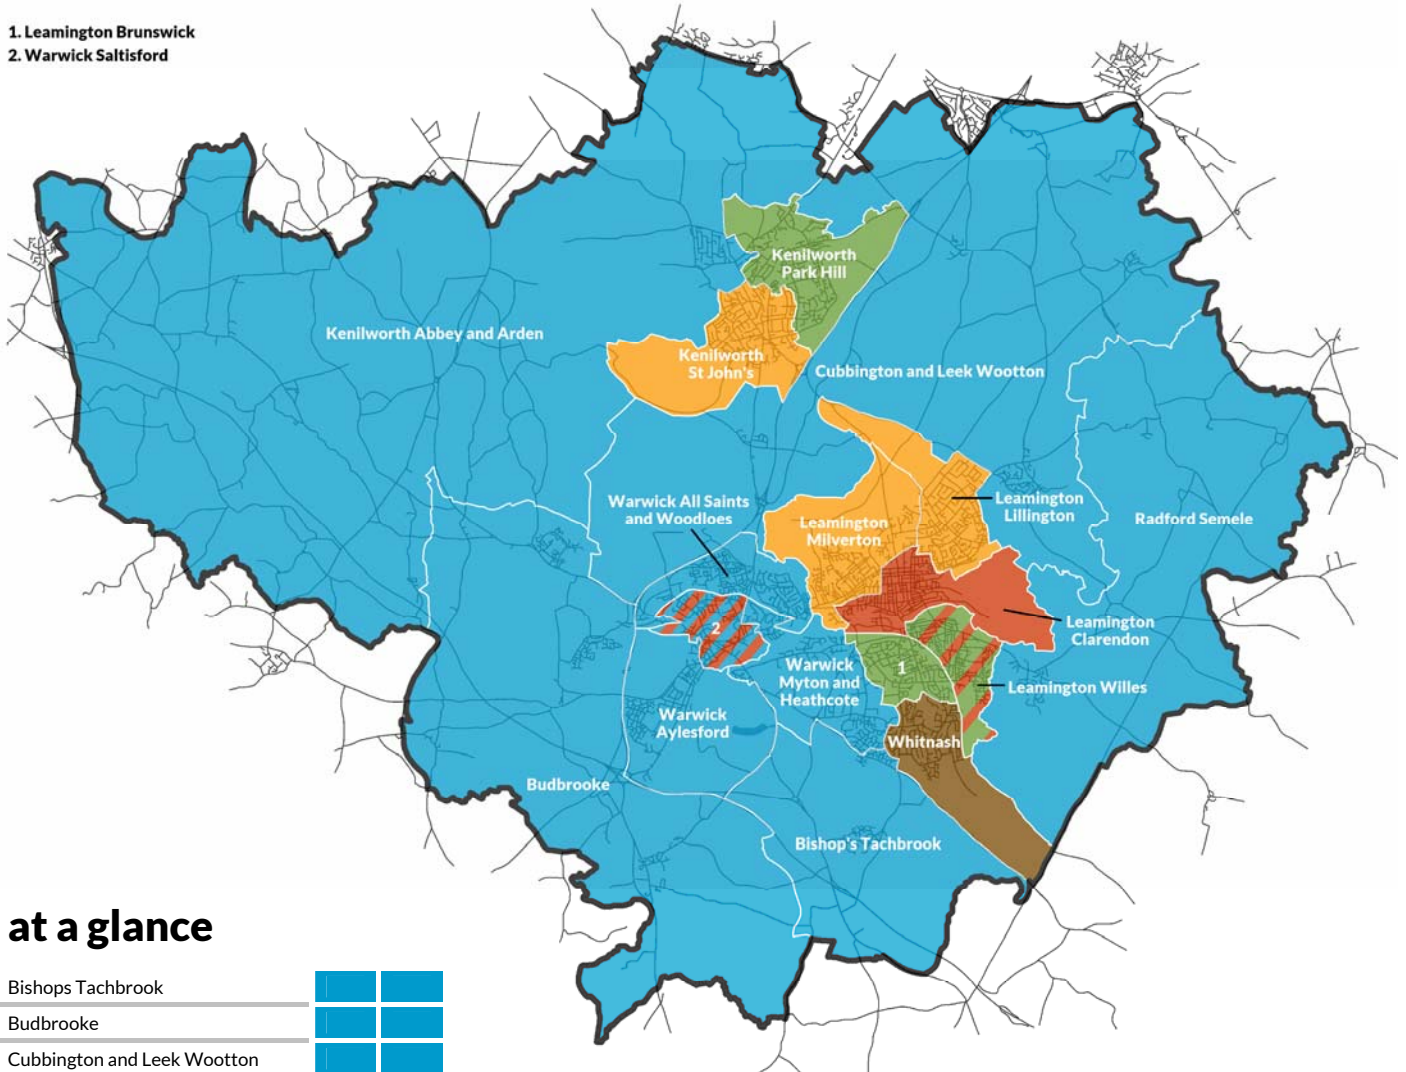 1. Leamington Brunswick
2. Warwick Saltisford
Kenilworth
Park Hill
Kenilworth Abbey and Arden
Kenilworth
St John's
Cubbington and Leek Wootton
Warwick All Saints
and Woodloes
Leamington
Milverton
Leamington
Lillington
Radford Semele
2
Leamington
Clarendon
1
Warwick
Myton and
Heathcote
Leamington Willes
Warwick
Aylesford
Whitnash
Budbrooke
Bishop's Tachbrook
at a glance
Bishops Tachbrook
Budbrooke
Cubbington and Leek Wootton